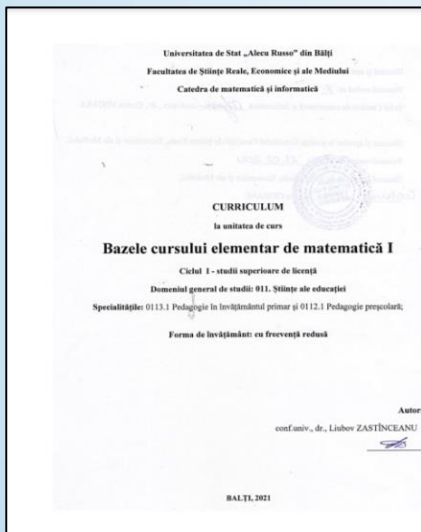 Universitatea de Stat „Alecu Russo” din Bălți
Facultatea de Științe Reale, Economice și ale Mediului
Catedra de matematică și informatică
CURRICULUM
la unitatea de curs
Bazele cursului elementar de matematică I
Ciclul I - studii superioare de licență
Domeniul general de studii: 011. Științe ale educației
Specialitățile: 0113.1 Pedagogie în învățământul primar și 0112.1 Pedagogie preșcolară;
Forma de învățământ: cu frecvență redusă
Autor
conf.univ., dr., Liubov ZASTÎNCEANU
BALȚI, 2021